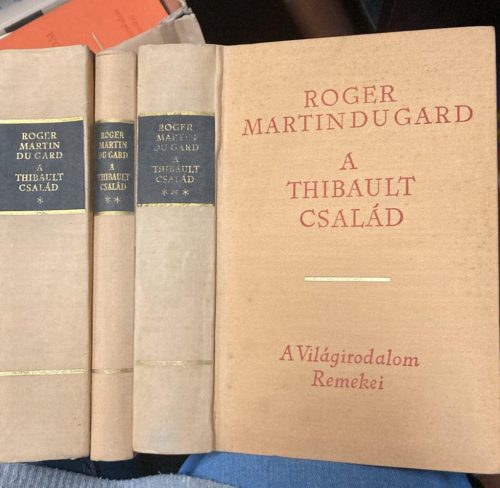 ROGER
MARTIN
DU GARD
A
THIBAULT
CSALÁD
*
ROGER
MARTIN
DU GARD
A
THIBAULT
CSALÁD
**
ROGER
MARTIN
DU GARD
A
THIBAULT
CSALÁD
***
ROGER
MARTIN DU GARD
A
THIBAULT
CSALÁD
A Világirodalom
Remekei